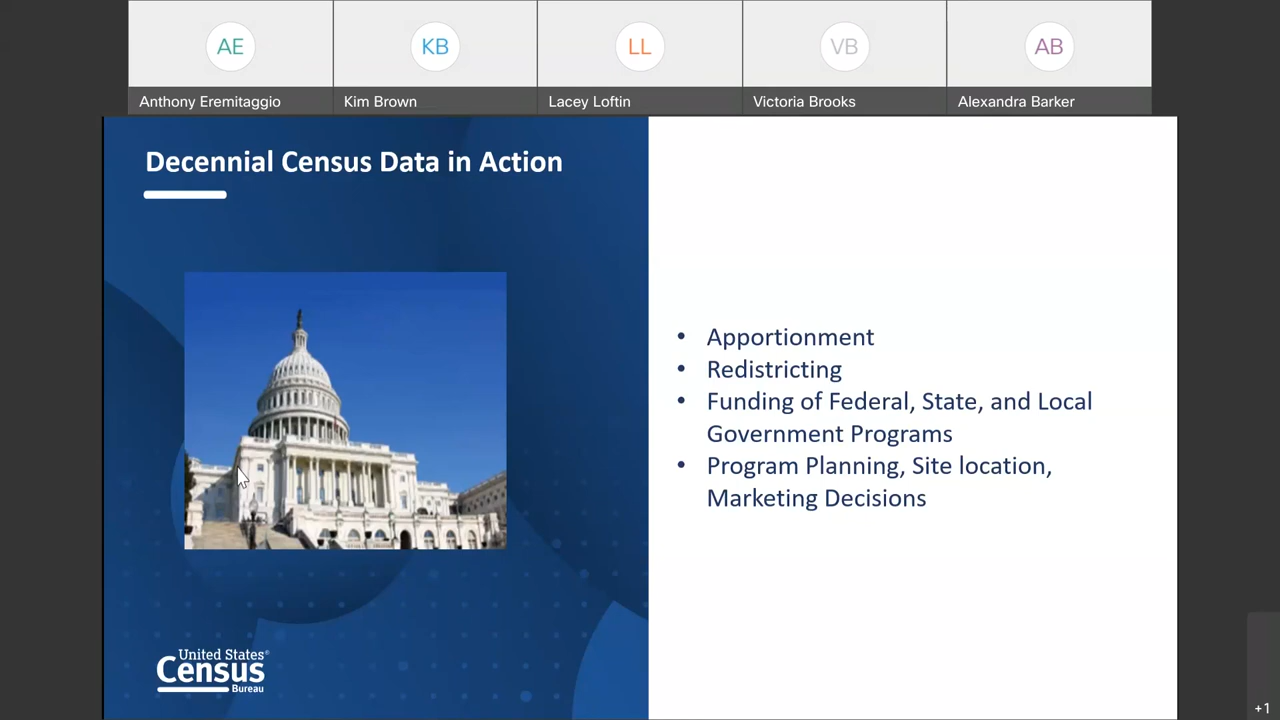 AE
KB
LL
VB
AB
Anthony Eremitaggio
Kim Brown
Lacey Loftin
Victoria Brooks
Alexandra Barker
Decennial Census Data in Action
• Apportionment
• Redistricting
• Funding of Federal, State, and Local
Government Programs
• Program Planning, Site location,
Marketing Decisions
United States®
Census
Bureau
+1